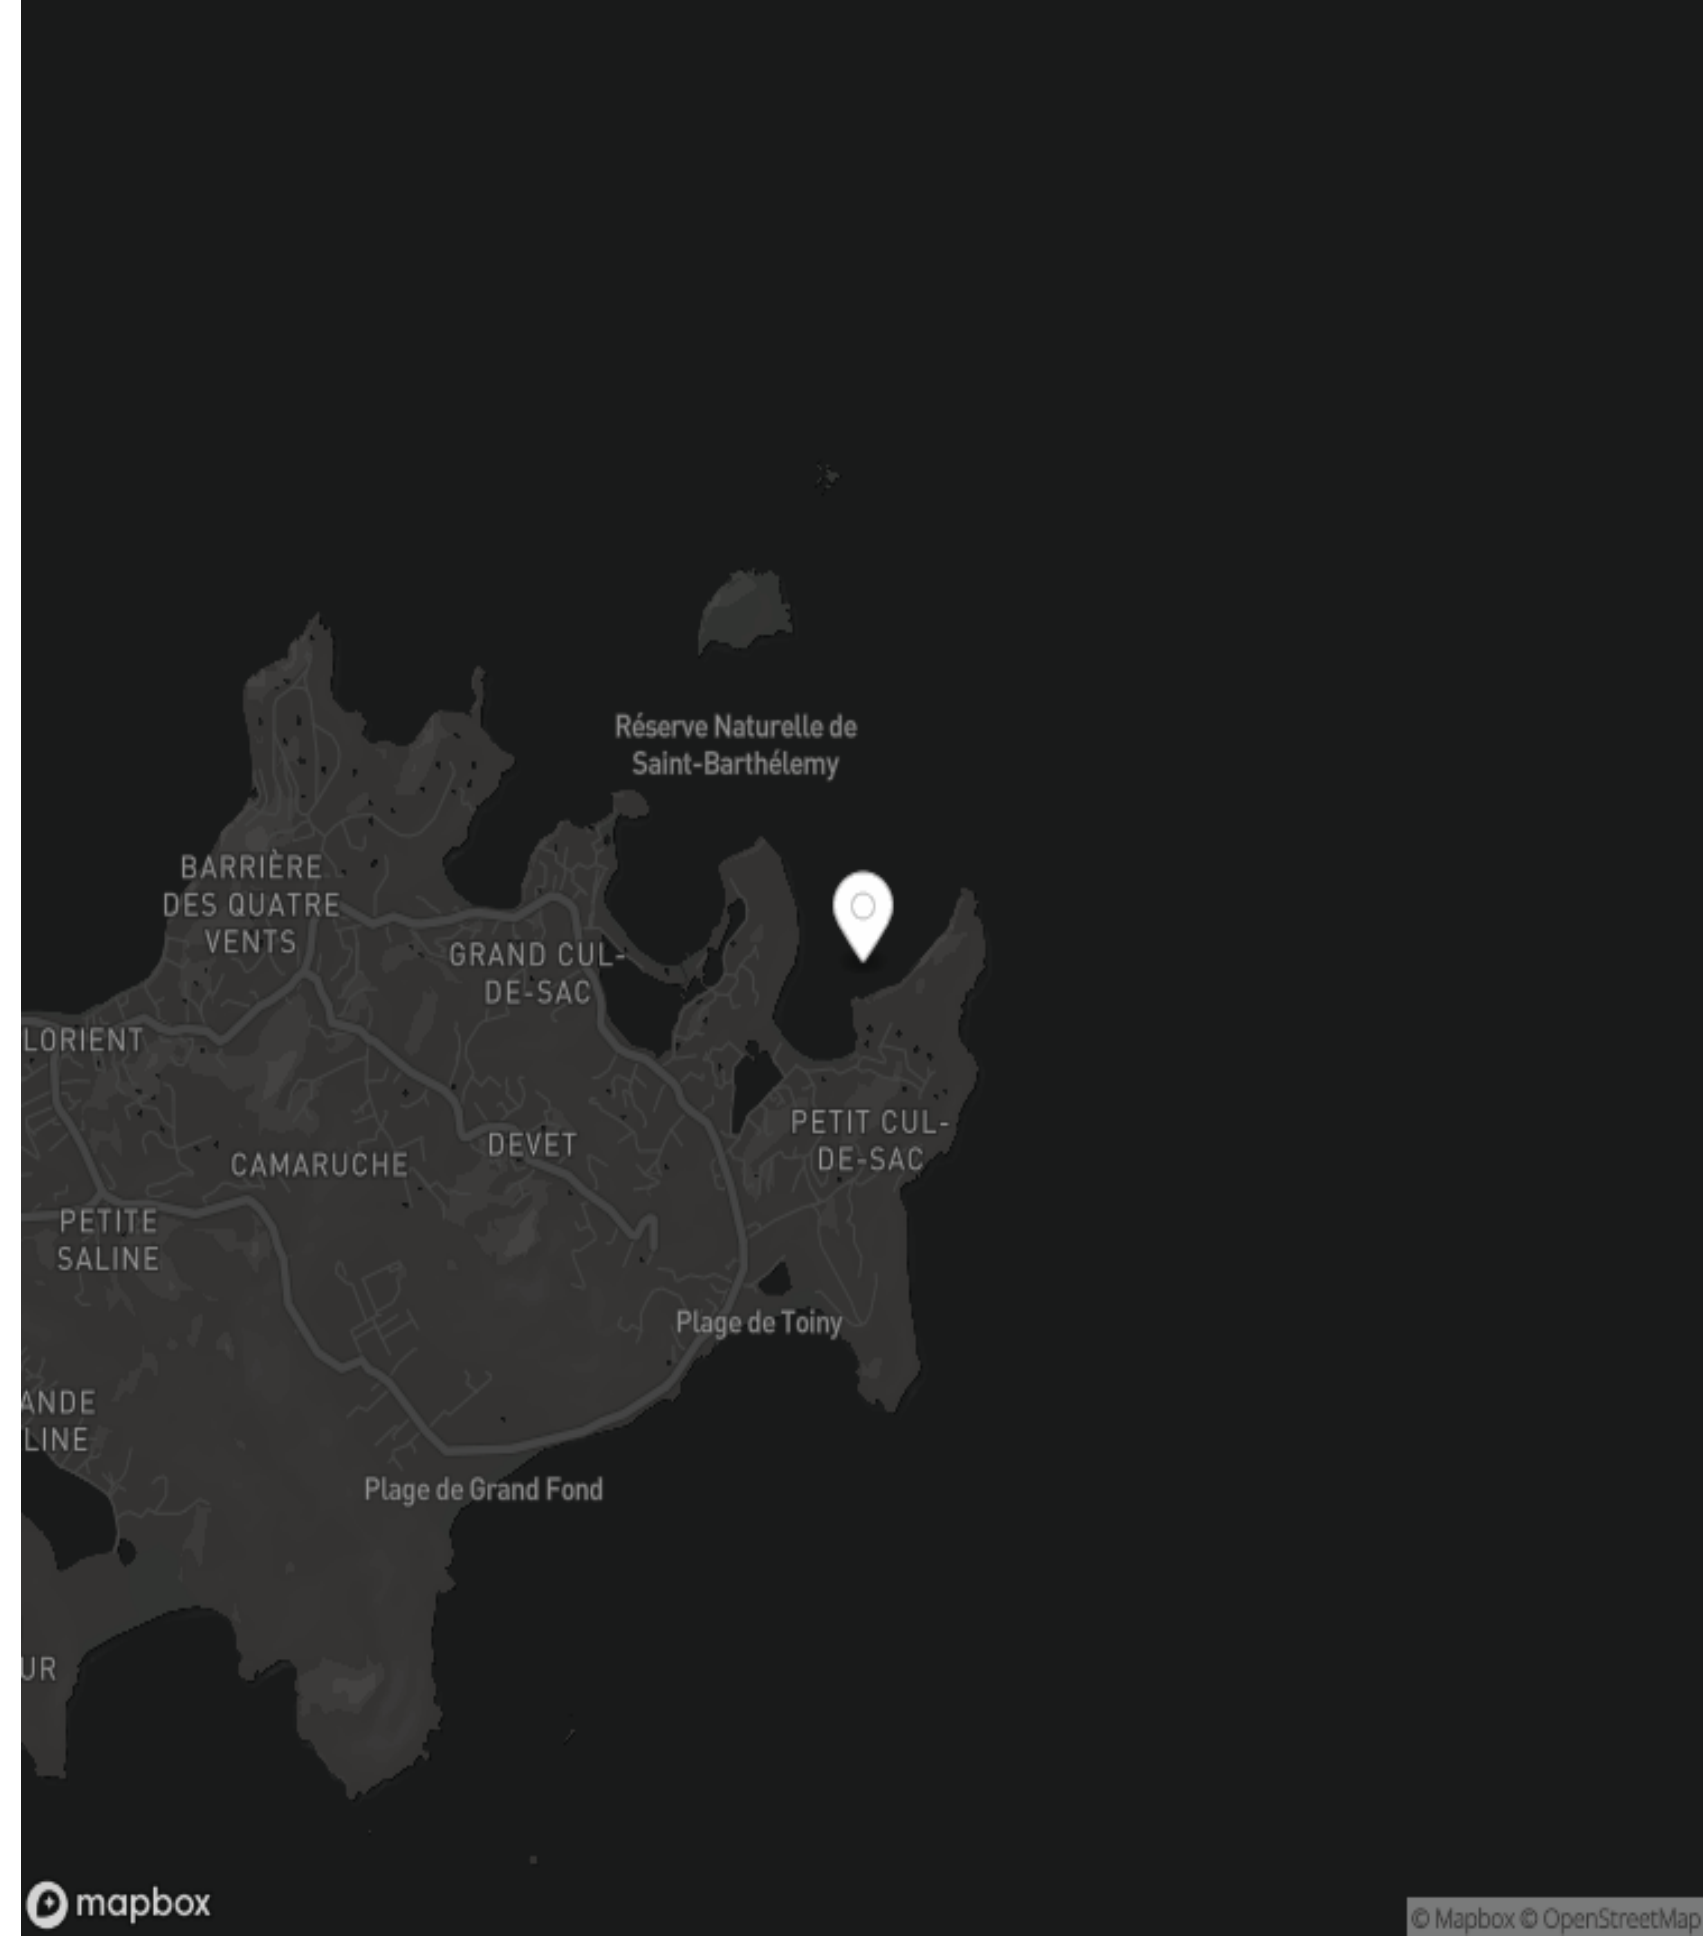 Réserve Naturelle de
Saint-Barthélemy
BARRIÈRE
DES QUATRE
VENTS
GRAND CUL-
DE-SAC
LORIENT
PETIT CUL-
DE-SAC
DEVET
CAMARUCHE
PETITE
SALINE
Plage de Toiny
ANDE
LINE
Plage de Grand Fond
UR
mapbox
© Mapbox © OpenStreetMap